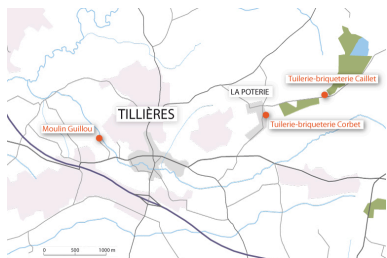 Tuilerie-briqueterie Caillet
LA POTERIE
TILLIÈRES
Tuilerie-briqueterie Corbet
Moulin Guillou
0 500 1000 m